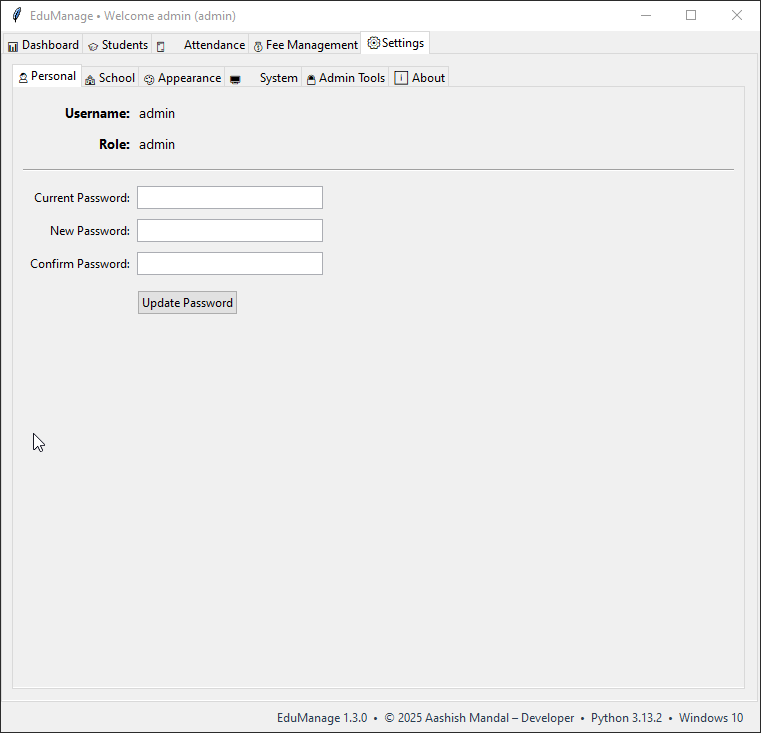 EduManage • Welcome admin (admin)
Dashboard Students Attendance Fee Management Settings
Personal School Appearance System Admin Tools i About
Username: admin
Role: admin
Current Password:
New Password:
Confirm Password:
Update Password
EduManage 1.3.0 • © 2025 Aashish Mandal – Developer • Python 3.13.2 • Windows 10